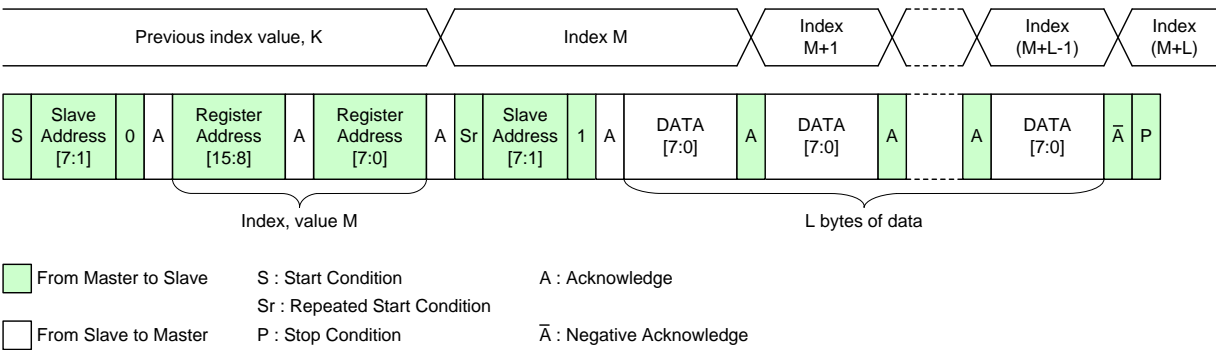 Previous index value, K
Index M
Index
M+1
Index
(M+L-1)
Index
(M+L)
S
Slave
Address
[7:1]
0
A
Register
Address
[15:8]
A
Register
Address
[7:0]
A
Sr
Slave
Address
[7:1]
1
A
DATA
[7:0]
A
DATA
[7:0]
A
A
DATA
[7:0]
A̅
P
Index, value M
L bytes of data
From Master to Slave
S : Start Condition
A : Acknowledge
Sr : Repeated Start Condition
From Slave to Master
P : Stop Condition
A̅ : Negative Acknowledge